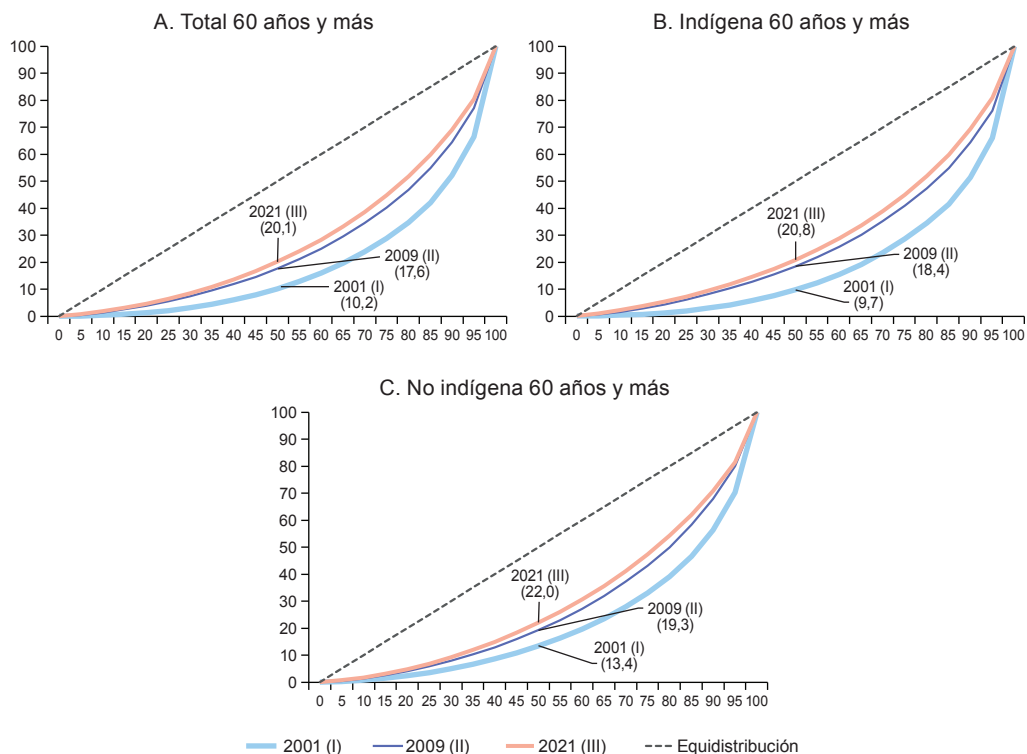 A. Total 60 años y más
100
90
80
70
60
50
40
30
20
10
0
2021 (III)
(20,1)
2009 (II)
(17,6)
2001 (I)
(10,2)
0 5 10 15 20 25 30 35 40 45 50 55 60 65 70 75 80 85 90 95 100
B. Indígena 60 años y más
100
90
80
70
60
50
40
30
20
10
0
2021 (III)
(20,8)
2009 (II)
(18,4)
2001 (I)
(9,7)
0 5 10 15 20 25 30 35 40 45 50 55 60 65 70 75 80 85 90 95 100
C. No indígena 60 años y más
100
90
80
70
60
50
40
30
20
10
0
2021 (III)
(22,0)
2009 (II)
(19,3)
2001 (I)
(13,4)
0 5 10 15 20 25 30 35 40 45 50 55 60 65 70 75 80 85 90 95 100
2001 (I) 2009 (II) 2021 (III) Equidistribución